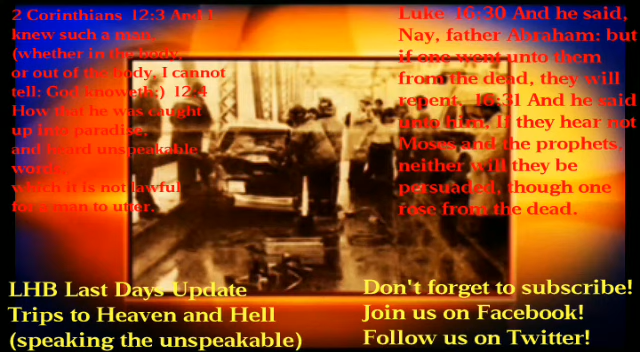 2 Corinthians 12:3 And I
knew such a man,
(whether in the body,
or out of the body, I cannot
tell: God knoweth;) 12:4
How that he was caught
up into paradise,
and heard unspeakable
words,
which it is not lawful
for a man to utter.
Luke 16:30 And he said,
Nay, father Abraham: but
if one went unto them
from the dead, they will
repent. 16:31 And he said
unto him, If they hear not
Moses and the prophets,
neither will they be
persuaded, though one
rose from the dead.
LHB Last Days Update
Trips to Heaven and Hell
(speaking the unspeakable)
Don't forget to subscribe!
Join us on Facebook!
Follow us on Twitter!